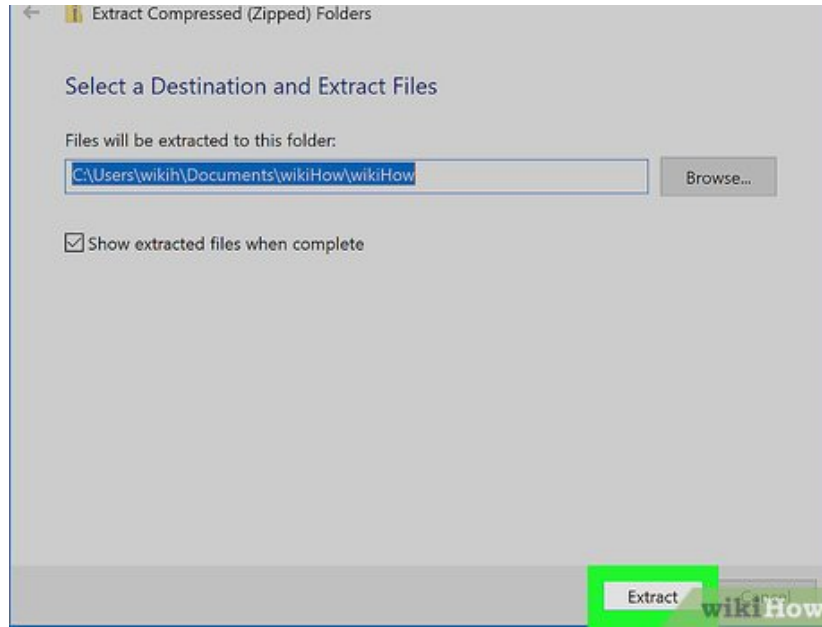 Extract Compressed (Zipped) Folders
Select a Destination and Extract Files
Files will be extracted to this folder:
C:\Users\wikih\Documents\wikiHow\wikiHow
Browse...
Show extracted files when complete
Extract
Cancel
wikiHow